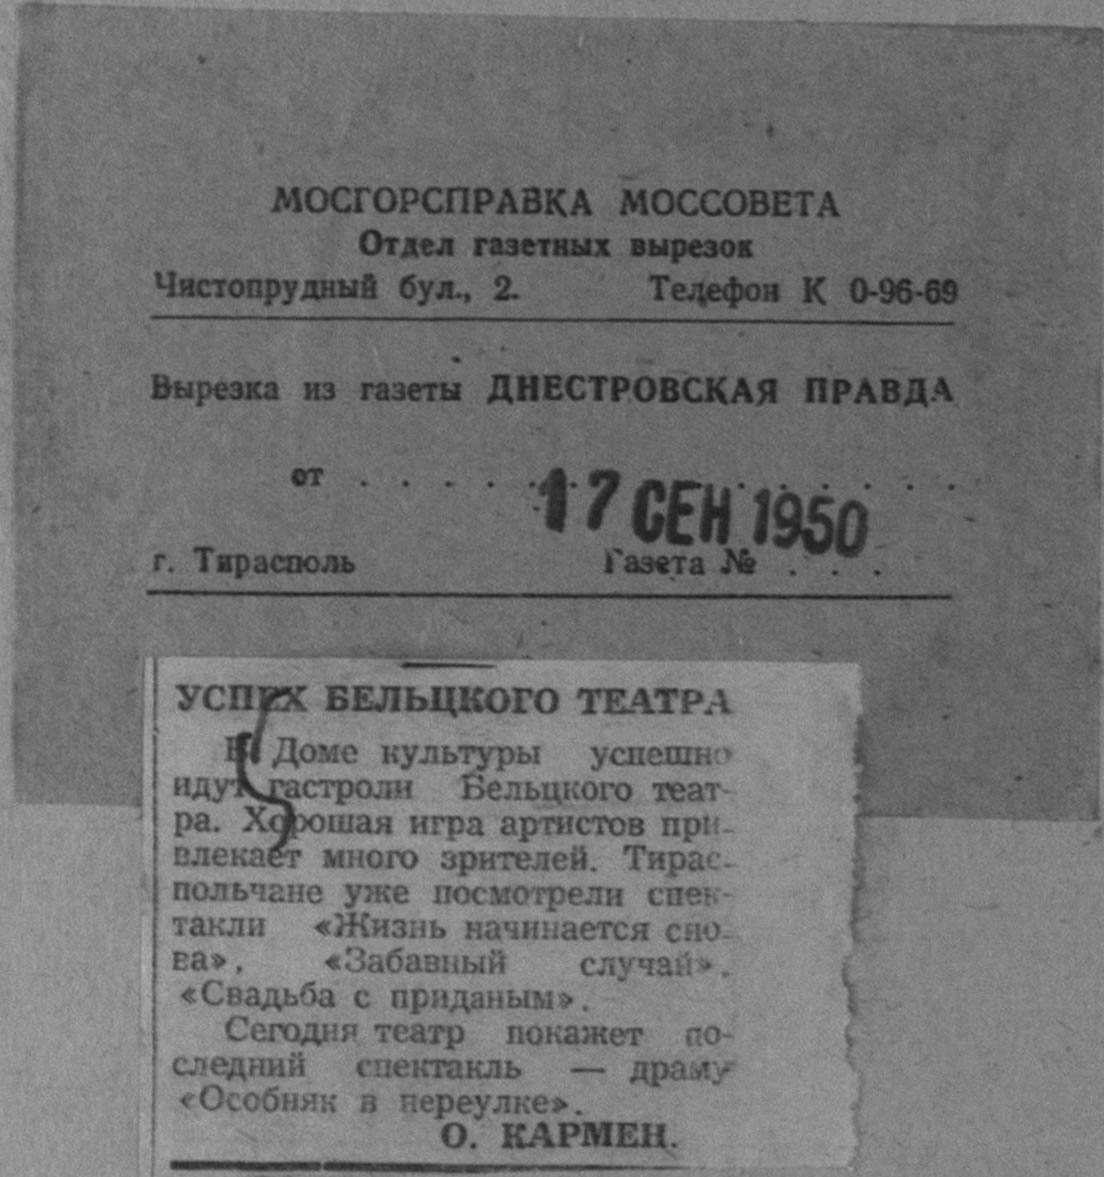 МОСГОРСПРАВКА МОССОВЕТА
Отдел газетных вырезок
Чистопрудный бул., 2. Телефон К 0-96-69
Вырезка из газеты ДНЕСТРОВСКАЯ ПРАВДА
от . . . . . . . . . . . . . . .
17 СЕН 1950
г. Тирасполь Газета № . . .
УСПЕХ БЕЛЬЦКОГО ТЕАТРА
В Доме культуры успешно
идут гастроли Бельцкого теат-
ра. Хорошая игра артистов при-
влекает много зрителей. Тирас-
польчане уже посмотрели спек-
такли «Жизнь начинается сно-
ва», «Забавный случай»,
«Свадьба с приданым».
Сегодня театр покажет по-
следний спектакль — драму
«Особняк в переулке».
О. КАРМЕН.